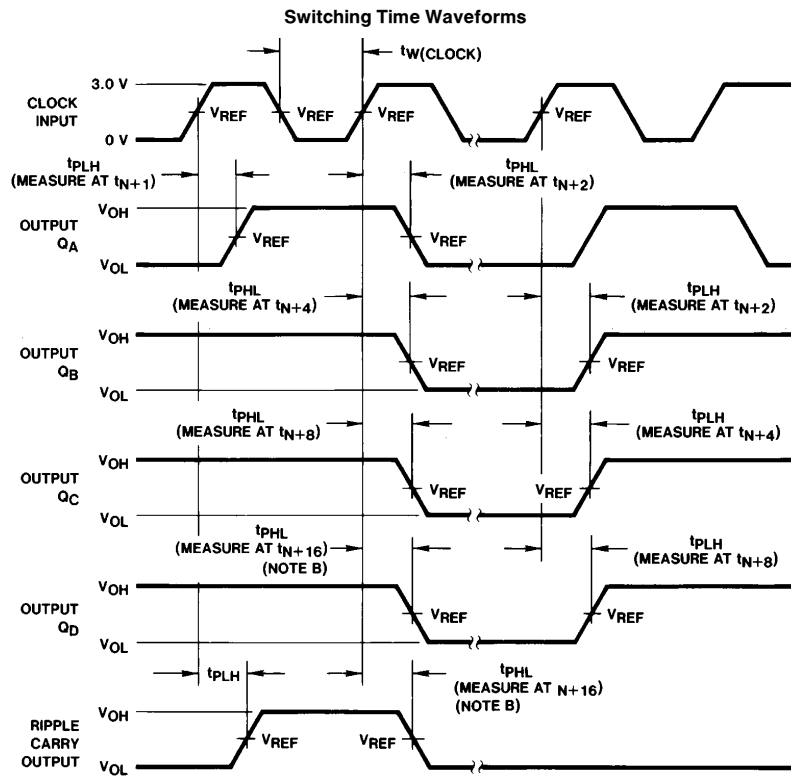 Switching Time Waveforms
tW(CLOCK)
3.0 V
CLOCK
INPUT
VREF
VREF
VREF
VREF
0 V
tPLH
(MEASURE AT tN+1)
tPHL
(MEASURE AT tN+2)
VOH
OUTPUT
QA
VREF
VREF
VOL
tPHL
(MEASURE AT tN+4)
tPLH
(MEASURE AT tN+2)
VOH
OUTPUT
QB
VREF
VREF
VOL
tPHL
(MEASURE AT tN+8)
tPLH
(MEASURE AT tN+4)
VOH
OUTPUT
QC
VREF
VREF
VOL
tPHL
(MEASURE AT tN+16)
(NOTE B)
tPLH
(MEASURE AT tN+8)
VOH
OUTPUT
QD
VREF
VREF
VOL
tPLH
tPHL
(MEASURE AT N+16)
(NOTE B)
VOH
RIPPLE
CARRY
OUTPUT
VREF
VREF
VOL